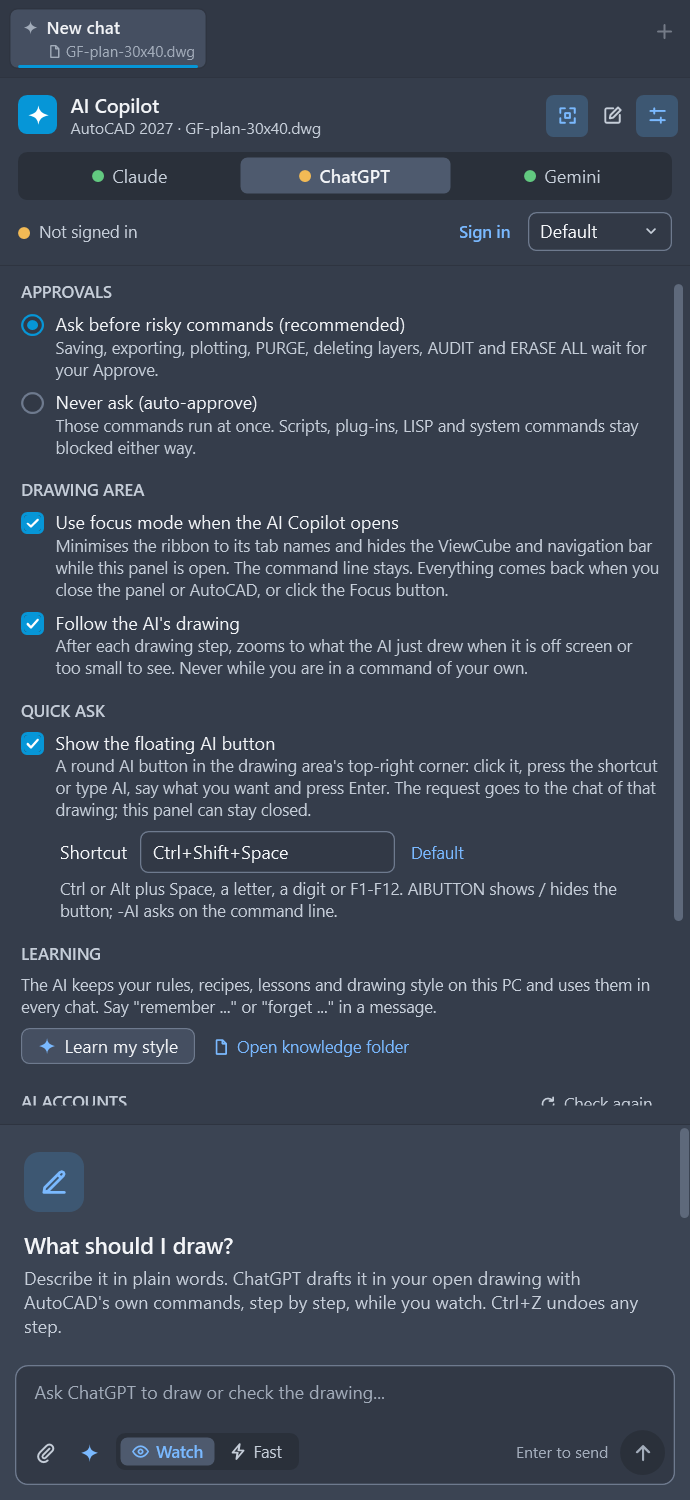 New chat
GF-plan-30x40.dwg
AI Copilot
AutoCAD 2027 · GF-plan-30x40.dwg
Claude
ChatGPT
Gemini
Not signed in
Sign in
Default
APPROVALS
Ask before risky commands (recommended)
Saving, exporting, plotting, PURGE, deleting layers, AUDIT and ERASE ALL wait for
your Approve.
Never ask (auto-approve)
Those commands run at once. Scripts, plug-ins, LISP and system commands stay
blocked either way.
DRAWING AREA
Use focus mode when the AI Copilot opens
Minimises the ribbon to its tab names and hides the ViewCube and navigation bar
while this panel is open. The command line stays. Everything comes back when you
close the panel or AutoCAD, or click the Focus button.
Follow the AI's drawing
After each drawing step, zooms to what the AI just drew when it is off screen or
too small to see. Never while you are in a command of your own.
QUICK ASK
Show the floating AI button
A round AI button in the drawing area's top-right corner: click it, press the shortcut
or type AI, say what you want and press Enter. The request goes to the chat of that
drawing; this panel can stay closed.
Shortcut
Ctrl+Shift+Space
Default
Ctrl or Alt plus Space, a letter, a digit or F1-F12. AIBUTTON shows / hides the
button; -AI asks on the command line.
LEARNING
The AI keeps your rules, recipes, lessons and drawing style on this PC and uses them in
every chat. Say "remember ..." or "forget ..." in a message.
Learn my style
Open knowledge folder
AI ACCOUNTS
Check again
What should I draw?
Describe it in plain words. ChatGPT drafts it in your open drawing with
AutoCAD's own commands, step by step, while you watch. Ctrl+Z undoes any
step.
Ask ChatGPT to draw or check the drawing...
Watch
Fast
Enter to send